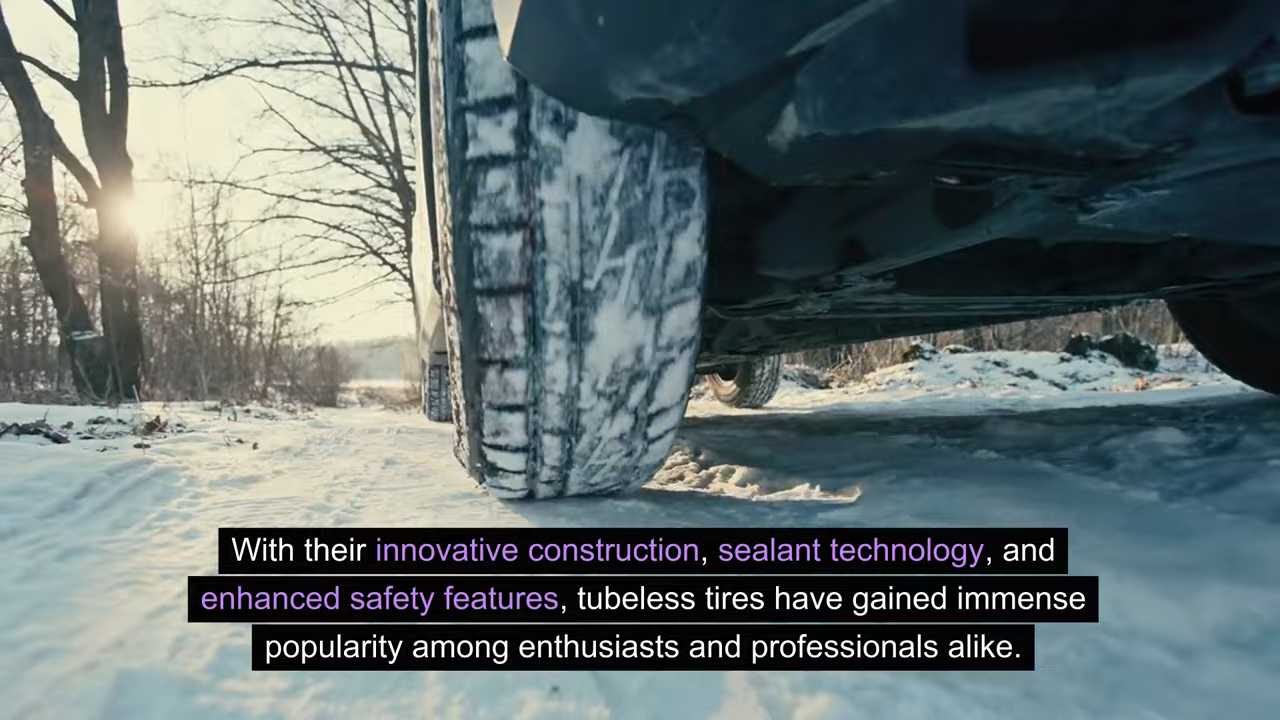 With their innovative construction, sealant technology, and
enhanced safety features, tubeless tires have gained immense
popularity among enthusiasts and professionals alike.